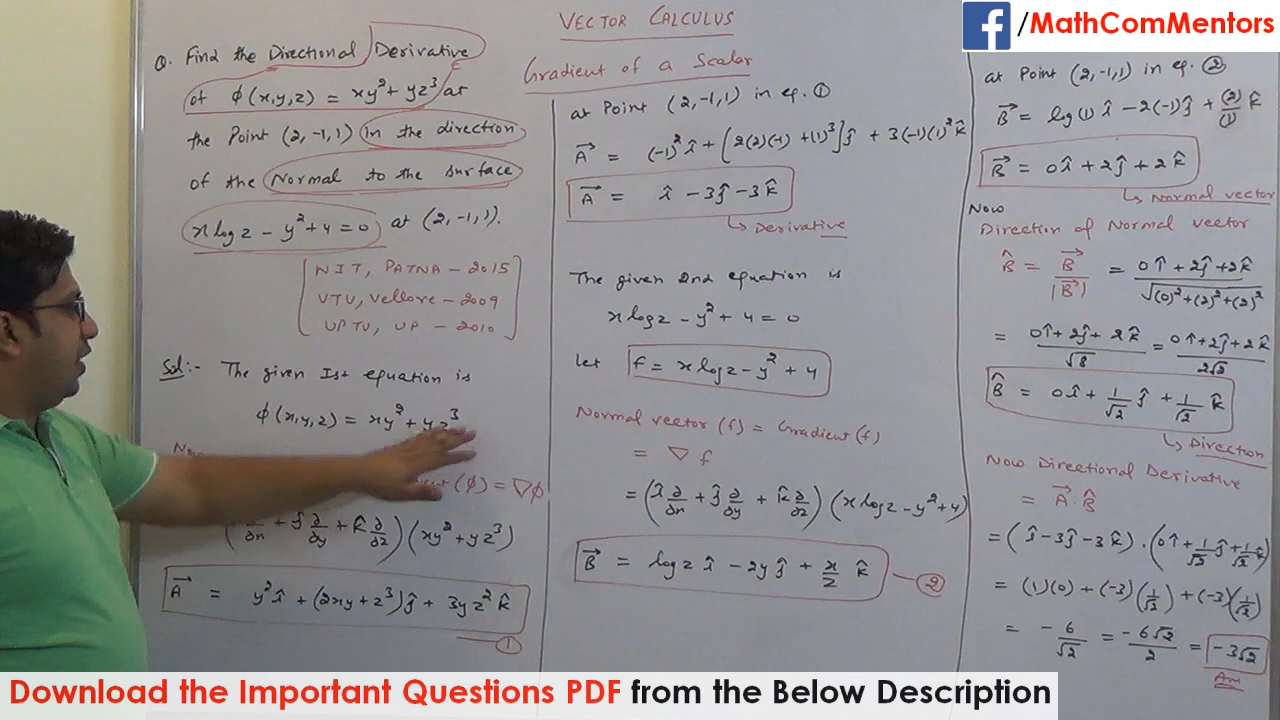 /MathComMentors
VECTOR CALCULUS
Gradient of a Scalar
Q. Find the Directional Derivative
of ϕ(x,y,z) = xy² + yz³ at
the Point (2,-1,1) in the direction
of the Normal to the surface
x log z - y² + 4 = 0 at (2,-1,1).
[NIT, PATNA - 2015
VTU, Vellore - 2009
UPTU, UP - 2010]
Sol:- The given Ist equation is
ϕ(x,y,z) = xy² + yz³
(ϕ) = ∇ϕ
+ ĵ ∂/∂y + k̂ ∂/∂z) (xy² + yz³)
A⃗ = y² î + (2xy + z³) ĵ + 3yz² k̂ — ①
at Point (2,-1,1) in eq. ①
A⃗ = (-1)² î + [2(2)(-1) + (1)³] ĵ + 3(-1)(1)² k̂
A⃗ = î - 3ĵ - 3k̂
↳ Derivative
The given 2nd equation is
x log z - y² + 4 = 0
let f = x log z - y² + 4
Normal vector (f) = Gradient (f)
= ∇f
= (î ∂/∂x + ĵ ∂/∂y + k̂ ∂/∂z) (x log z - y² + 4)
B⃗ = log z î - 2y ĵ + x/z k̂ — ②
at Point (2,-1,1) in eq. ②
B⃗ = log(1) î - 2(-1) ĵ + (2)/(1) k̂
B⃗ = 0î + 2ĵ + 2k̂
↳ Normal vector
Now
Direction of Normal vector
B̂ = B⃗/|B⃗| = 0î + 2ĵ + 2k̂/√(0)² + (2)² + (2)²
= 0î + 2ĵ + 2k̂/√8 = 0î + 2ĵ + 2k̂/2√2
B̂ = 0î + 1/√2 ĵ + 1/√2 k̂
↳ Direction
Now Directional Derivative
= A⃗ . B̂
= (î - 3ĵ - 3k̂) . (0î + 1/√2 ĵ + 1/√2 k̂)
= (1)(0) + (-3)(1/√2) + (-3)(1/√2)
= -6/√2 = -6√2/2 = -3√2
Ans
Download the Important Questions PDF from the Below Description